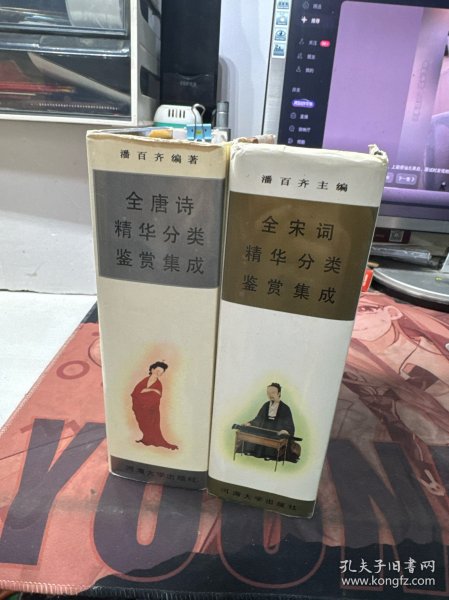 潘百齐编著
全唐诗
精华分类
鉴赏集成
河海大学出版社
潘百齐主编
全宋词
精华分类
鉴赏集成
河海大学出版社
YOON
孔夫子旧书网
www.kongfz.com